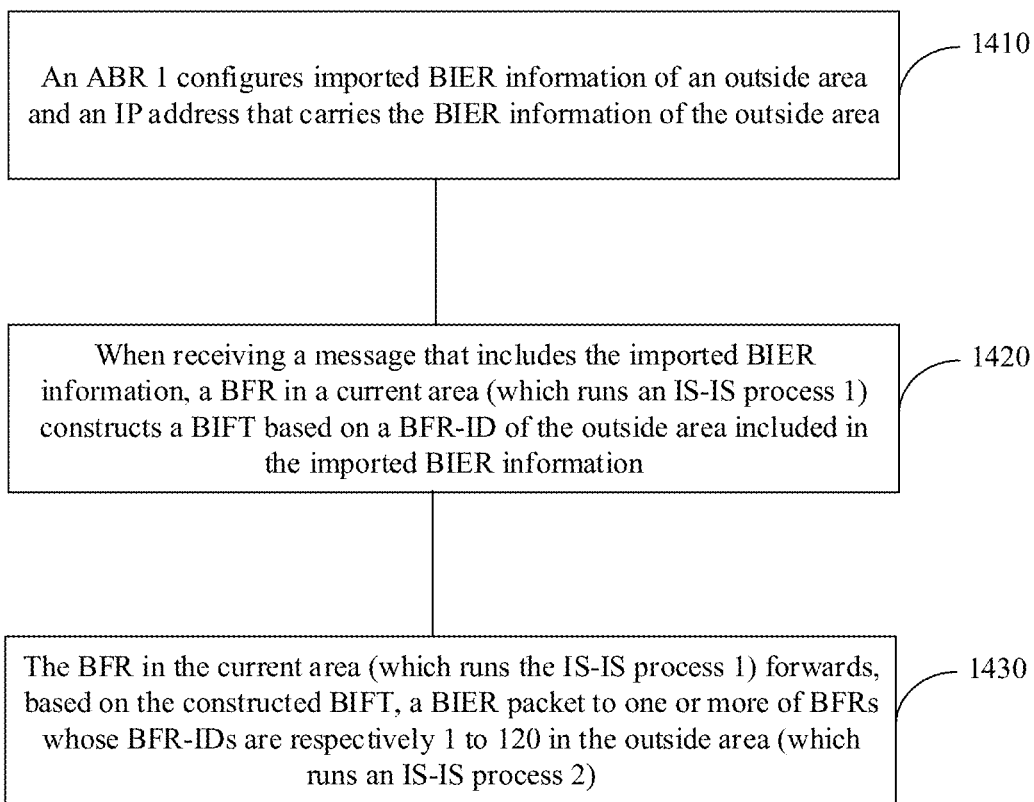 1410
An ABR 1 configures imported BIER information of an outside area
and an IP address that carries the BIER information of the outside area
1420
When receiving a message that includes the imported BIER
information, a BFR in a current area (which runs an IS-IS process 1)
constructs a BIFT based on a BFR-ID of the outside area included in
the imported BIER information
1430
The BFR in the current area (which runs the IS-IS process 1) forwards,
based on the constructed BIFT, a BIER packet to one or more of BFRs
whose BFR-IDs are respectively 1 to 120 in the outside area (which
runs an IS-IS process 2)